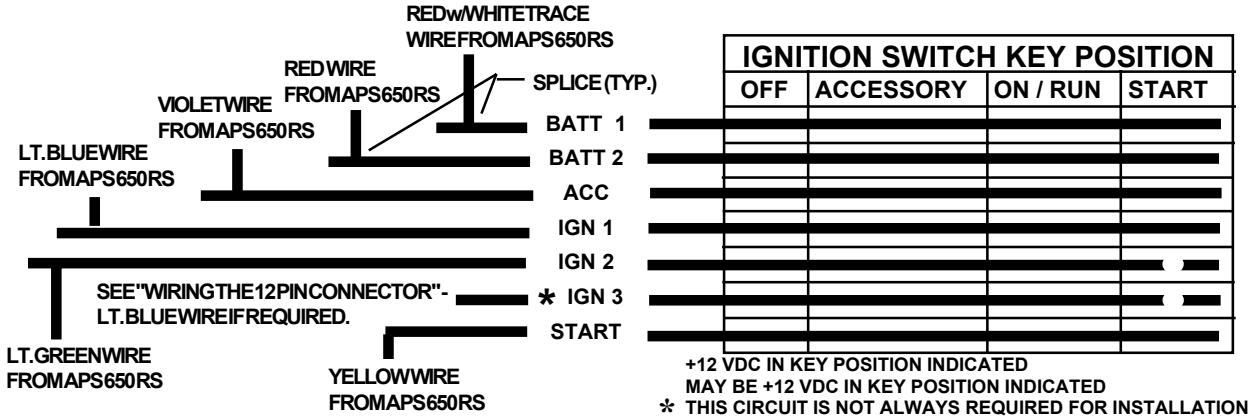 REDw/WHITETRACE
WIREFROMAPS650RS
REDWIRE
FROMAPS650RS
SPLICE(TYP.)
VIOLETWIRE
FROMAPS650RS
LT.BLUEWIRE
FROMAPS650RS
BATT 1
BATT 2
ACC
IGN 1
IGN 2
SEE"WIRINGTHE12PINCONNECTOR"-
LT.BLUEWIREIFREQUIRED.
* IGN 3
START
LT.GREENWIRE
FROMAPS650RS
YELLOWWIRE
FROMAPS650RS
IGNITION SWITCH KEY POSITION
OFF ACCESSORY ON / RUN START
+12 VDC IN KEY POSITION INDICATED
MAY BE +12 VDC IN KEY POSITION INDICATED
* THIS CIRCUIT IS NOT ALWAYS REQUIRED FOR INSTALLATION